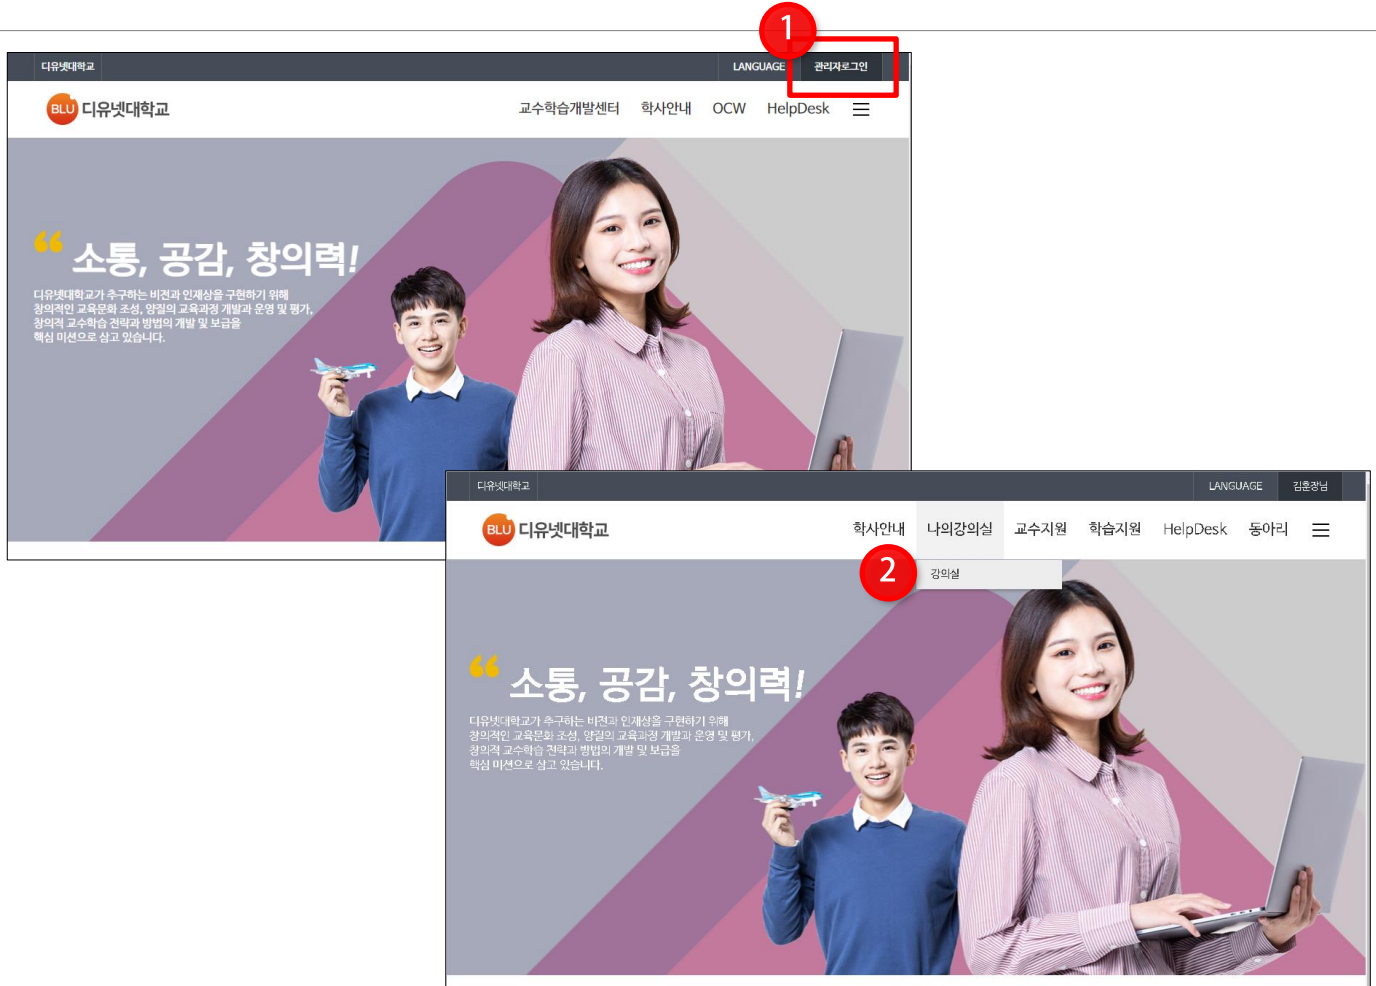 1
디유넷대학교
LANGUAGE
관리자로그인
BLU 디유넷대학교
교수학습개발센터 학사안내 OCW HelpDesk
“ 소통, 공감, 창의력!
디유넷대학교가 추구하는 비전과 인재상을 구현하기 위해
창의적인 교육문화 조성, 양질의 교육과정 개발과 운영 및 평가,
창의적 교수학습 전략과 방법의 개발 및 보급을
핵심 미션으로 삼고 있습니다.
디유넷대학교
LANGUAGE
김훈장님
BLU 디유넷대학교
학사안내 나의강의실 교수지원 학습지원 HelpDesk 동아리
2
강의실
“ 소통, 공감, 창의력!
디유넷대학교가 추구하는 비전과 인재상을 구현하기 위해
창의적인 교육문화 조성, 양질의 교육과정 개발과 운영 및 평가,
창의적 교수학습 전략과 방법의 개발 및 보급을
핵심 미션으로 삼고 있습니다.